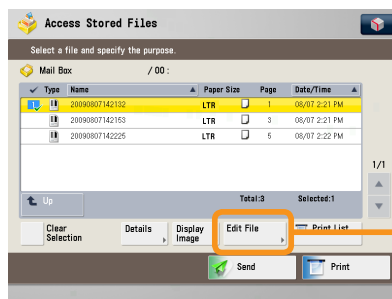 Access Stored Files
Select a file and specify the purpose.
Mail Box / 00 :
Type Name Paper Size Page Date/Time
1 20090807142132 LTR 1 08/07 2:21 PM
20090807142153 LTR 3 08/07 2:21 PM
20090807142225 LTR 5 08/07 2:22 PM
1/1
Up Total:3 Selected:1
Clear Selection Details Display Image Edit File Print List
Send Print